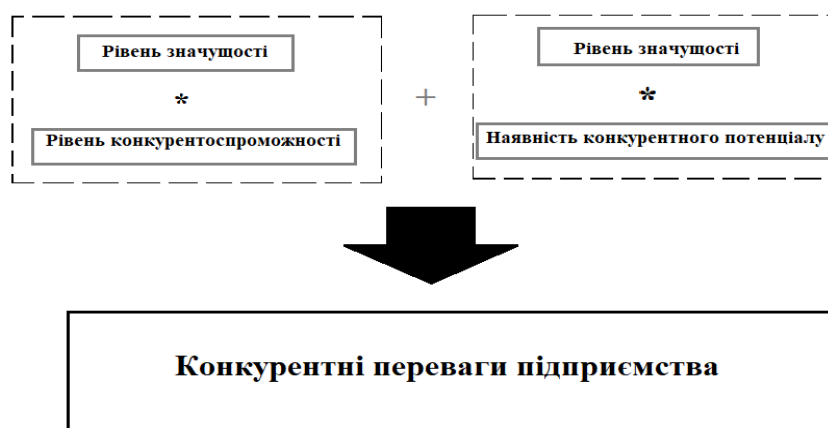 Рівень значущості
*
Рівень конкурентоспроможності
+
Рівень значущості
*
Наявність конкурентного потенціалу
Конкурентні переваги підприємства